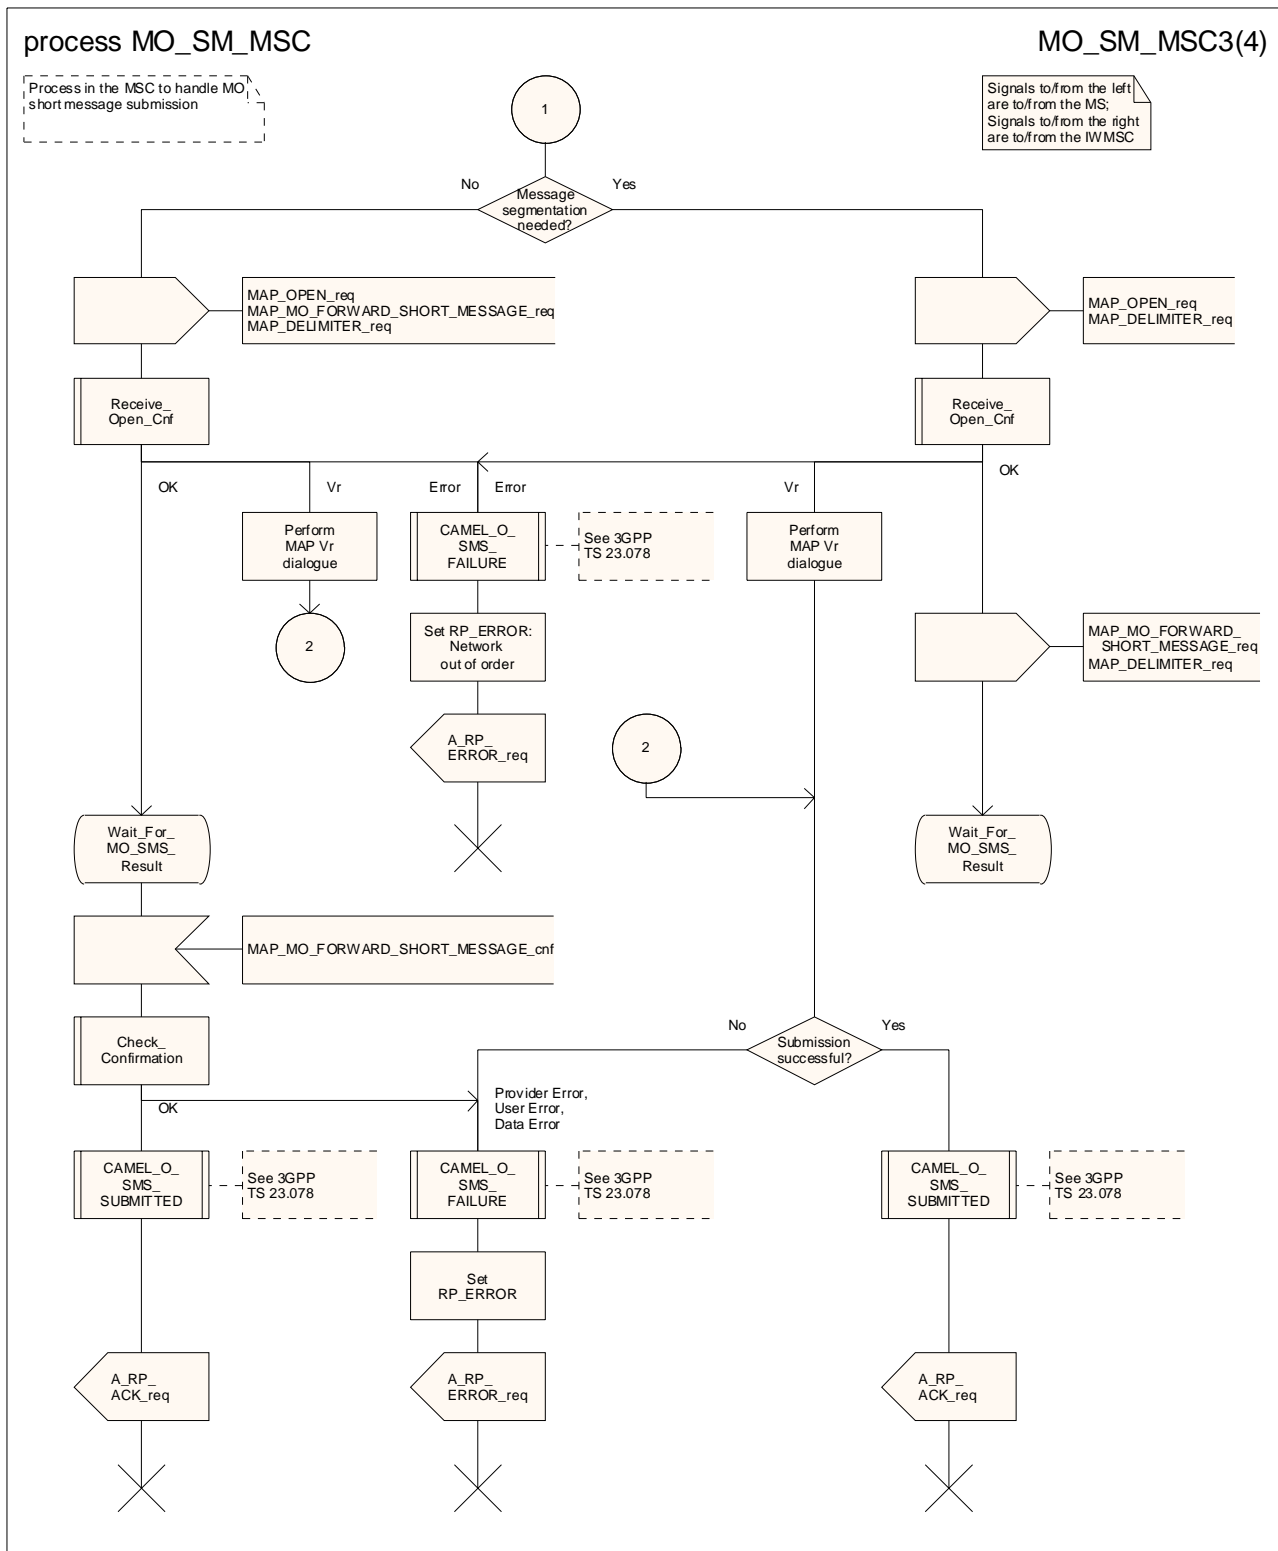 process MO_SM_MSC
MO_SM_MSC3(4)
Process in the MSC to handle MO
short message submission
Signals to/from the left
are to/from the MS;
Signals to/from the right
are to/from the IWMSC
1
No
Yes
Message
segmentation
needed?
MAP_OPEN_req
MAP_MO_FORWARD_SHORT_MESSAGE_req
MAP_DELIMITER_req
MAP_OPEN_req
MAP_DELIMITER_req
Receive_
Open_Cnf
Receive_
Open_Cnf
OK
Vr
Error
Error
Vr
OK
Perform
MAP Vr
dialogue
CAMEL_O_
SMS_
FAILURE
See 3GPP
TS 23.078
Perform
MAP Vr
dialogue
2
Set RP_ERROR:
Network
out of order
MAP_MO_FORWARD_
SHORT_MESSAGE_req
MAP_DELIMITER_req
A_RP_
ERROR_req
2
Wait_For_
MO_SMS_
Result
Wait_For_
MO_SMS_
Result
MAP_MO_FORWARD_SHORT_MESSAGE_cnf
Check_
Confirmation
No
Yes
Submission
successful?
OK
Provider Error,
User Error,
Data Error
CAMEL_O_
SMS_
SUBMITTED
See 3GPP
TS 23.078
CAMEL_O_
SMS_
FAILURE
See 3GPP
TS 23.078
CAMEL_O_
SMS_
SUBMITTED
See 3GPP
TS 23.078
Set
RP_ERROR
A_RP_
ACK_req
A_RP_
ERROR_req
A_RP_
ACK_req